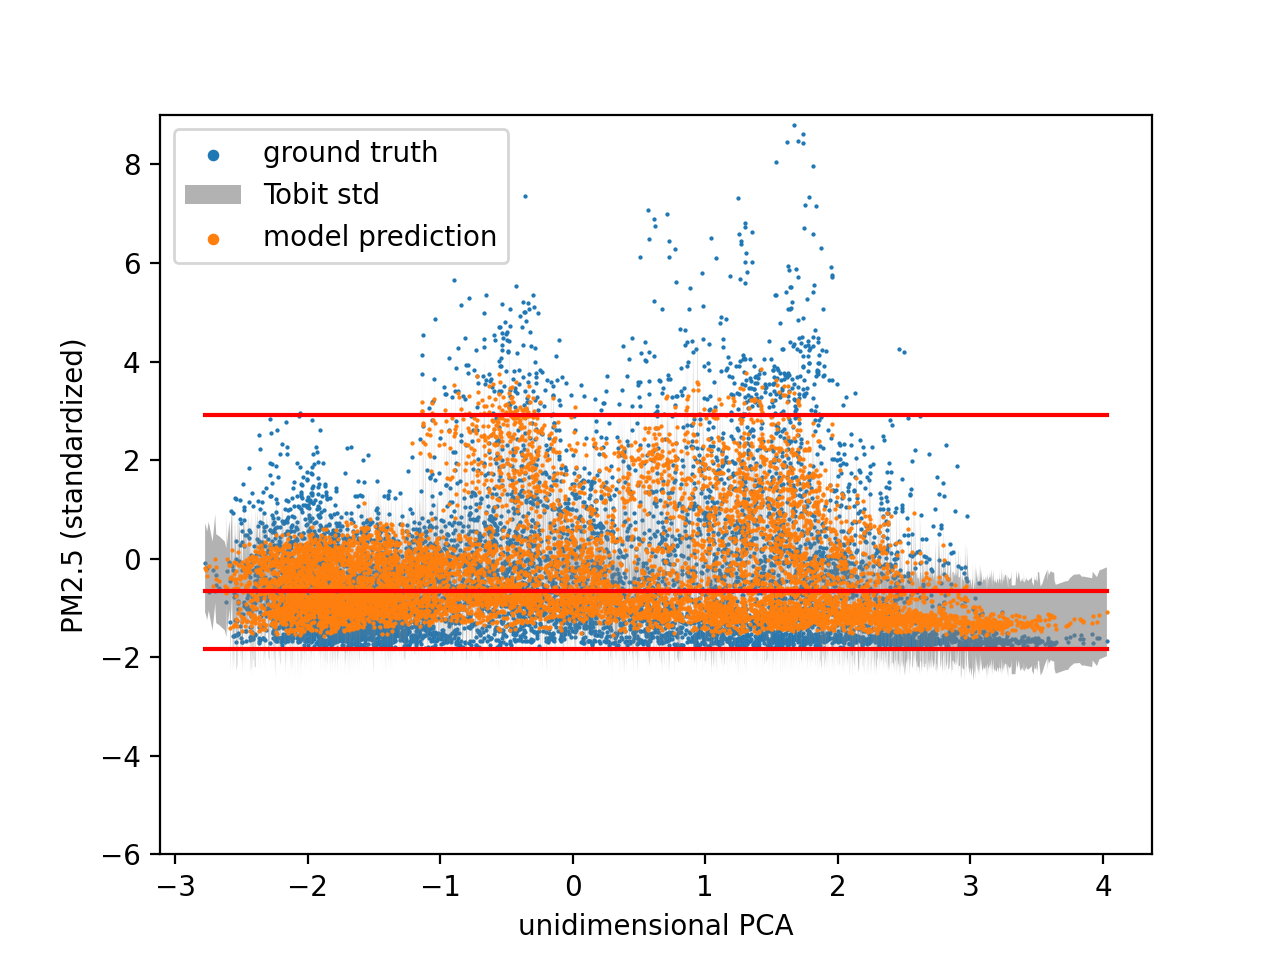 ground truth
Tobit std
model prediction
8
6
4
2
0
−2
−4
−6
PM2.5 (standardized)
−3 −2 −1 0 1 2 3 4
unidimensional PCA